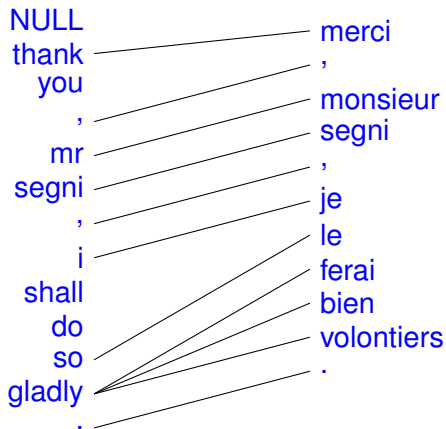 NULL
thank
you
,
mr
segni
,
i
shall
do
so
gladly
.
merci
,
monsieur
segni
,
je
le
ferai
bien
volontiers
.